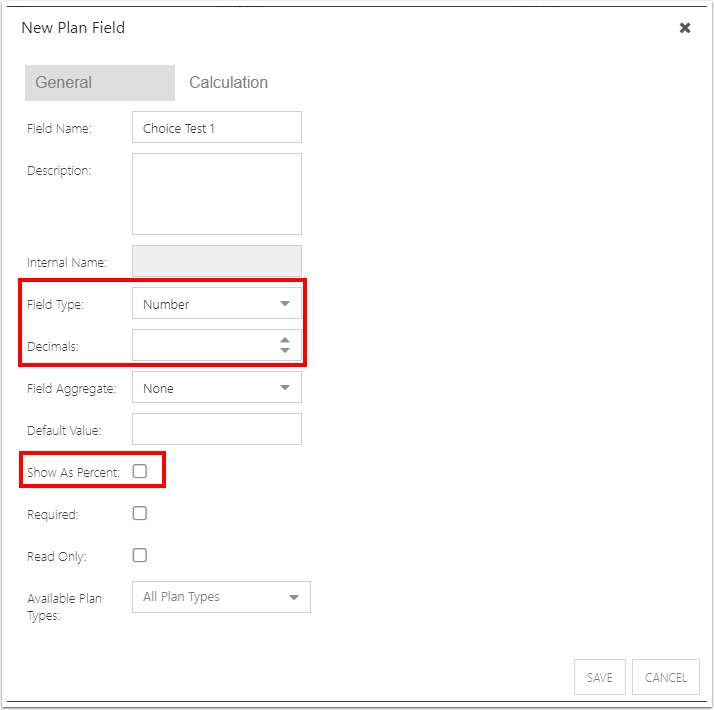 New Plan Field
General Calculation
Field Name: Choice Test 1
Description:
Internal Name:
Field Type: Number
Decimals:
Field Aggregate: None
Default Value:
Show As Percent:
Required:
Read Only:
Available Plan All Plan Types
Types:
SAVE CANCEL